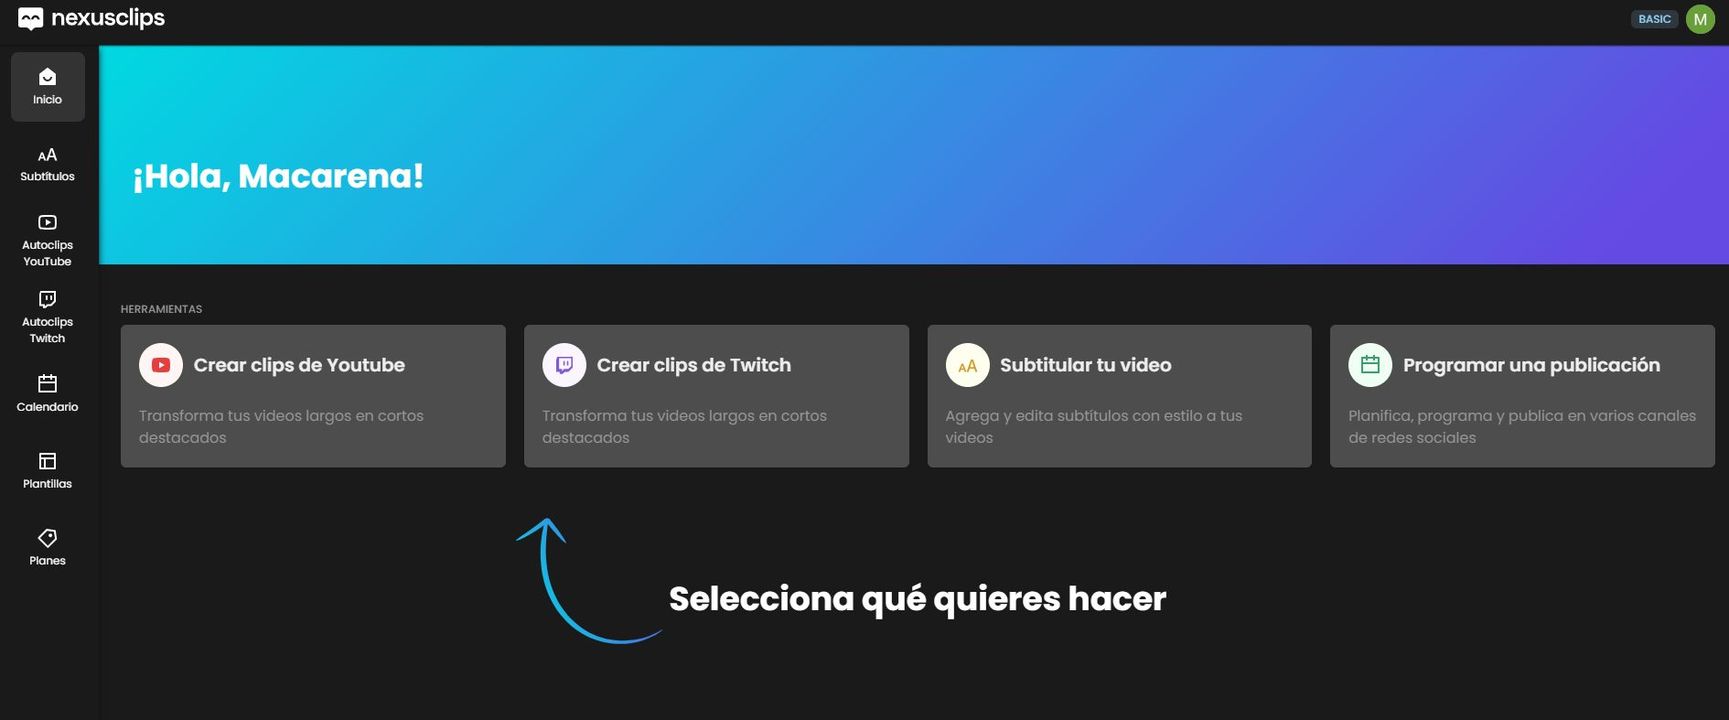 nexusclips
BASIC
M
Inicio
AA
Subtítulos
Autoclips
YouTube
Autoclips
Twitch
Calendario
Plantillas
Planes
¡Hola, Macarena!
HERRAMIENTAS
Crear clips de Youtube
Transforma tus videos largos en cortos
destacados
Crear clips de Twitch
Transforma tus videos largos en cortos
destacados
AA
Subtitular tu video
Agrega y edita subtítulos con estilo a tus
videos
Programar una publicación
Planifica, programa y publica en varios canales
de redes sociales
Selecciona qué quieres hacer